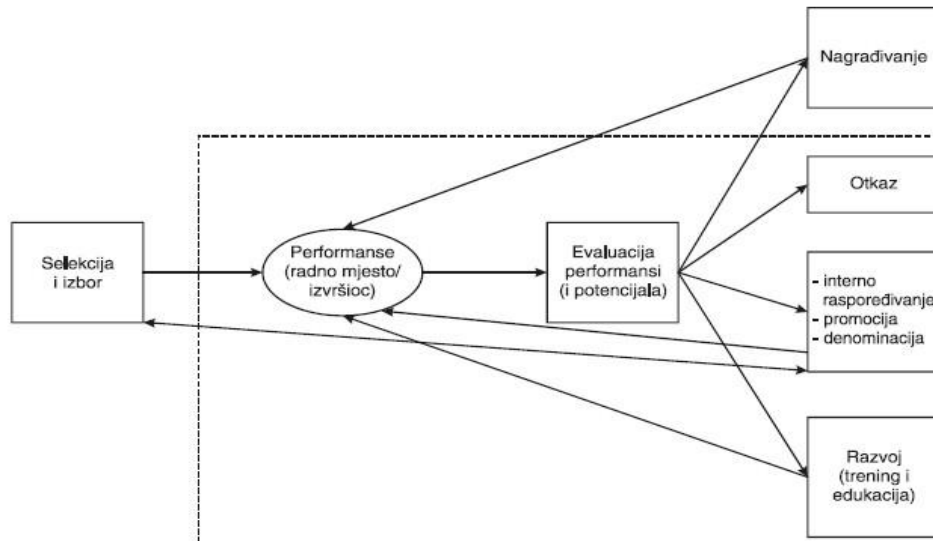 Nagrađivanje
Otkaz
Selekcija
i izbor
Performanse
(radno mjesto/
izvršioc)
Evaluacija
performansi
(i potencijala)
- interno
raspoređivanje
- promocija
- denominacija
Razvoj
(trening i
edukacija)